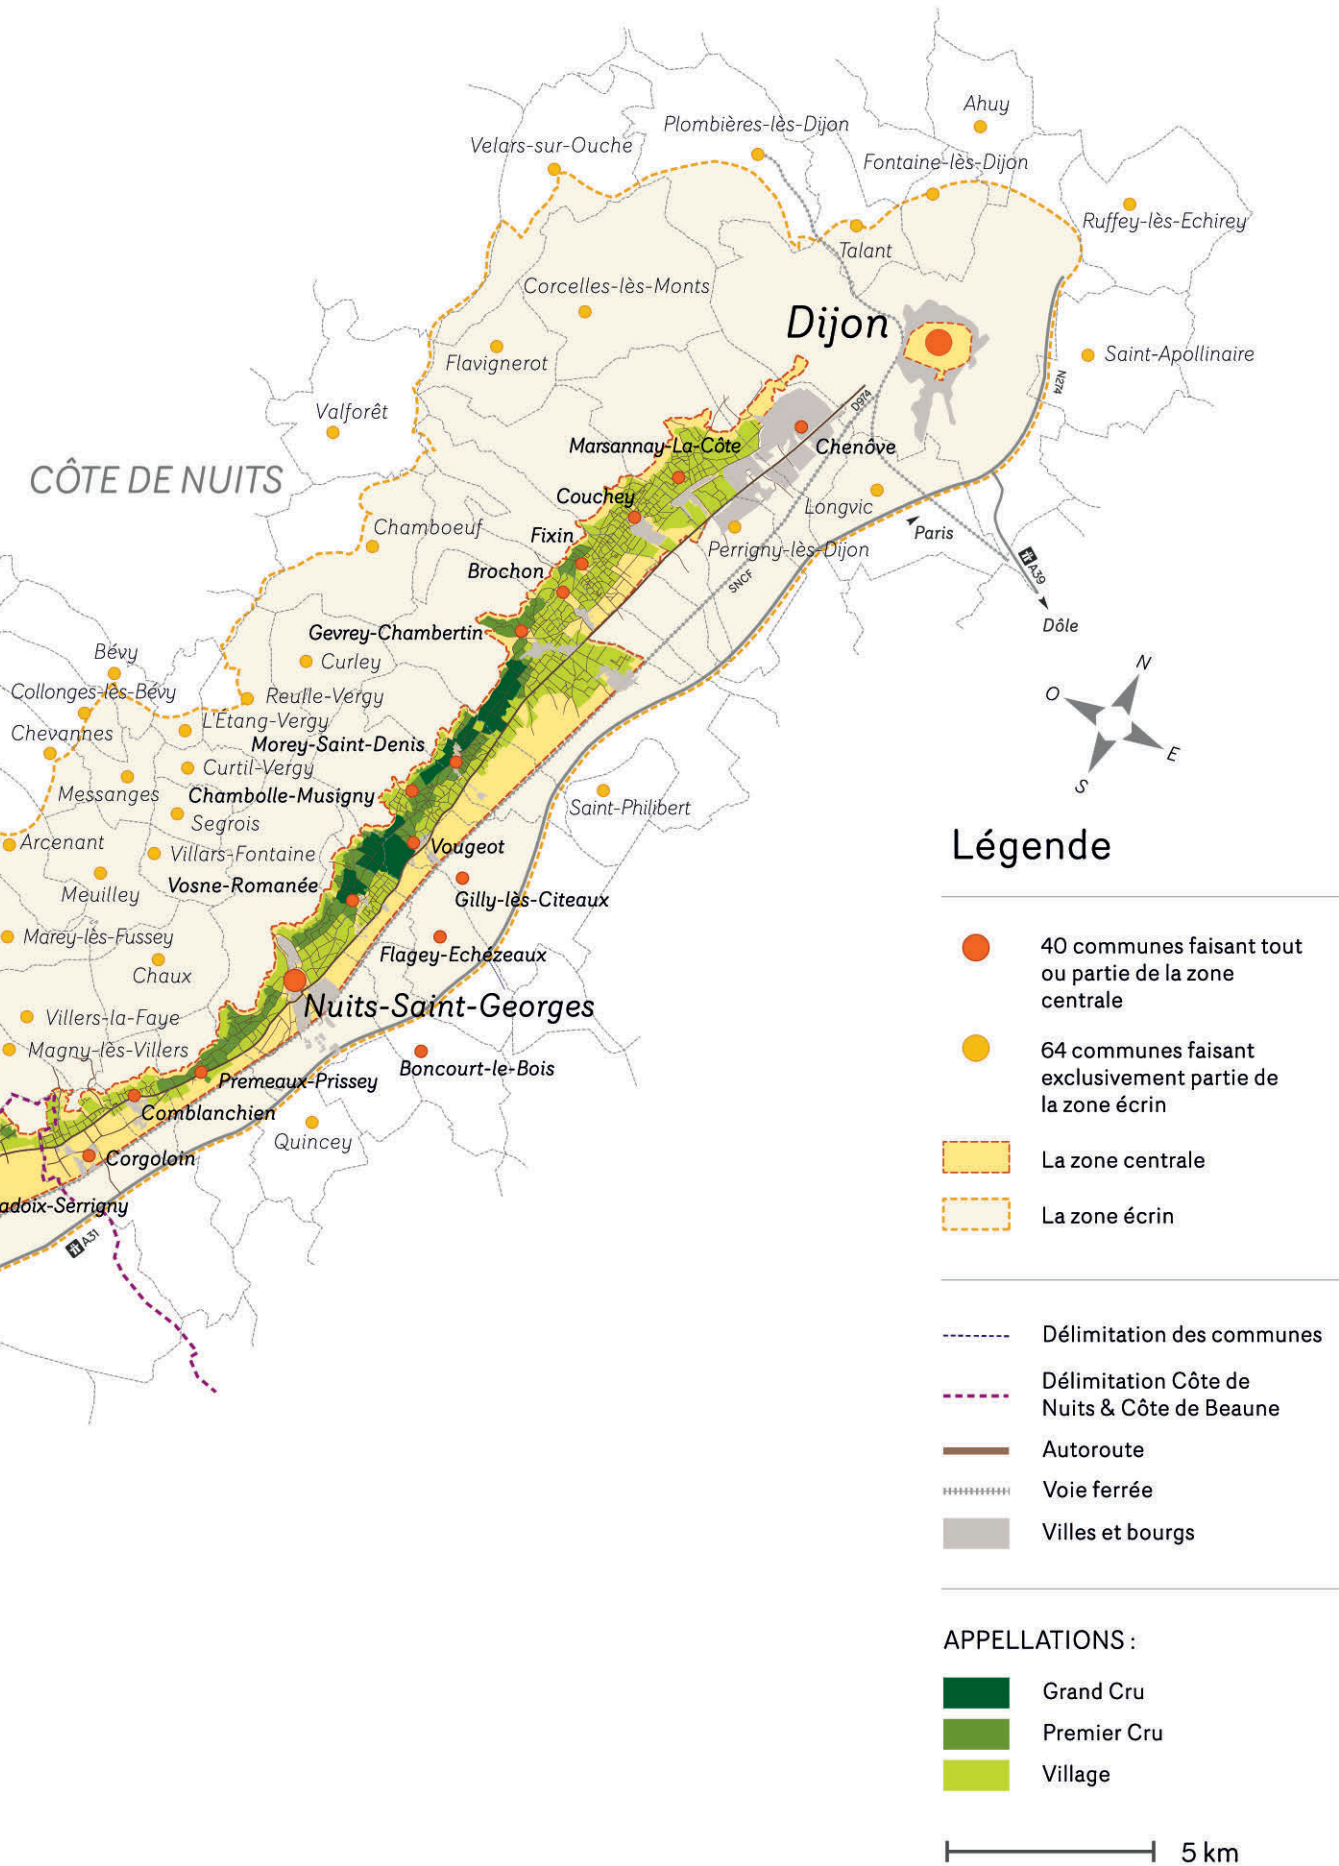 Ahuy
Plombières-lès-Dijon
Velars-sur-Ouche
Fontaine-lès-Dijon
Ruffey-lès-Echirey
Talant
Corcelles-lès-Monts
Dijon
Flavignerot
Saint-Apollinaire
N274
Valforêt
D974
Marsannay-La-Côte
Chenôve
CÔTE DE NUITS
Couchey
Longvic
Chamboeuf
Fixin
Paris
Perrigny-lès-Dijon
Brochon
SNCF
A39
Dôle
Gevrey-Chambertin
Bévy
Curley
N
Collonges-lès-Bévy
Reulle-Vergy
O
L'Étang-Vergy
Chevannes
Morey-Saint-Denis
E
Curtil-Vergy
S
Messanges
Chambolle-Musigny
Saint-Philibert
Segrois
Arcenant
Vougeot
Villars-Fontaine
Légende
Vosne-Romanée
Meuilley
Gilly-lès-Citeaux
Marey-lès-Fussey
Flagey-Echézeaux
Chaux
Nuits-Saint-Georges
Villers-la-Faye
Magny-lès-Villers
Boncourt-le-Bois
Premeaux-Prissey
Comblanchien
Quincey
Corgoloin
adoix-Serrigny
A31
40 communes faisant tout
ou partie de la zone
centrale
64 communes faisant
exclusivement partie de
la zone écrin
La zone centrale
La zone écrin
Délimitation des communes
Délimitation Côte de
Nuits & Côte de Beaune
Autoroute
Voie ferrée
Villes et bourgs
APPELLATIONS :
Grand Cru
Premier Cru
Village
5 km